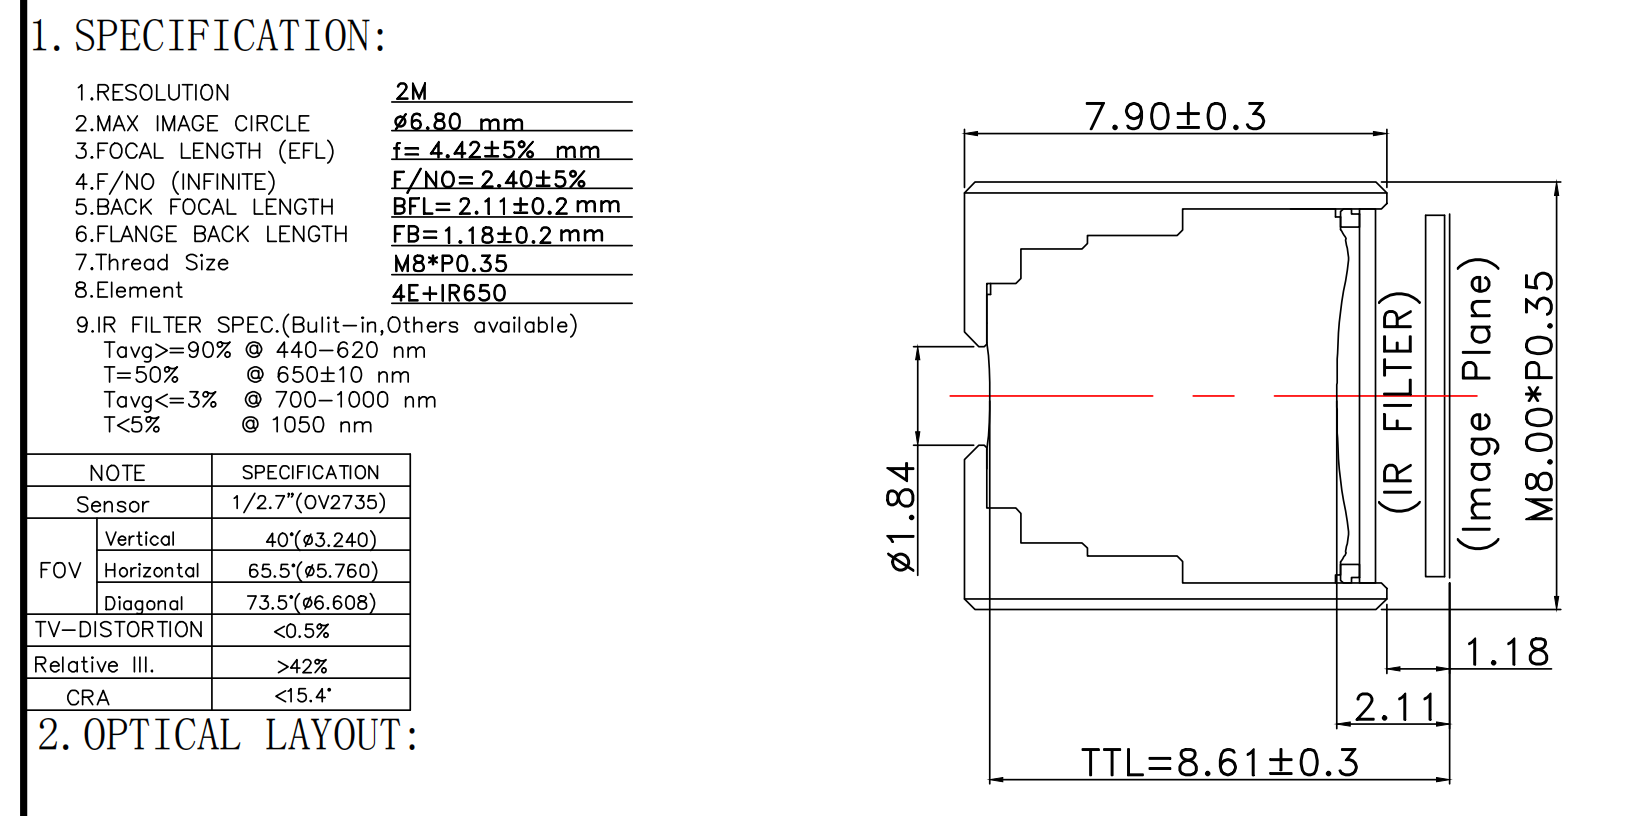 1. SPECIFICATION:
1.RESOLUTION 2M
2.MAX IMAGE CIRCLE ø6.80 mm
3.FOCAL LENGTH (EFL) f= 4.42±5% mm
4.F/NO (INFINITE) F/NO=2.40±5%
5.BACK FOCAL LENGTH BFL=2.11±0.2 mm
6.FLANGE BACK LENGTH FB=1.18±0.2 mm
7.Thread Size M8*P0.35
8.Element 4E+IR650
9.IR FILTER SPEC.(Bulit-in,Others available)
Tavg>=90% @ 440-620 nm
T=50% @ 650±10 nm
Tavg<=3% @ 700-1000 nm
T<5% @ 1050 nm
NOTE SPECIFICATION
Sensor 1/2.7"(OV2735)
FOV
Vertical 40°(ø3.240)
Horizontal 65.5°(ø5.760)
Diagonal 73.5°(ø6.608)
TV-DISTORTION <0.5%
Relative Ill. >42%
CRA <15.4°
2. OPTICAL LAYOUT:
7.90±0.3
ø1.84
(IR FILTER)
(Image Plane)
M8.00*P0.35
1.18
2.11
TTL=8.61±0.3